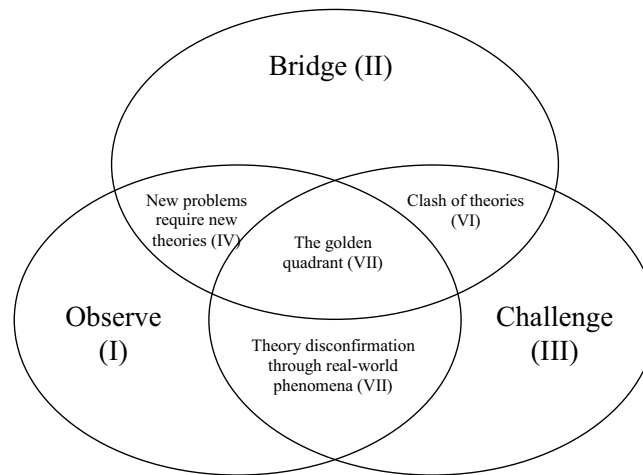 Bridge (II)
New problems
require new
theories (IV)
Clash of theories
(VI)
The golden
quadrant (VII)
Observe
(I)
Challenge
(III)
Theory disconfirmation
through real-world
phenomena (VII)